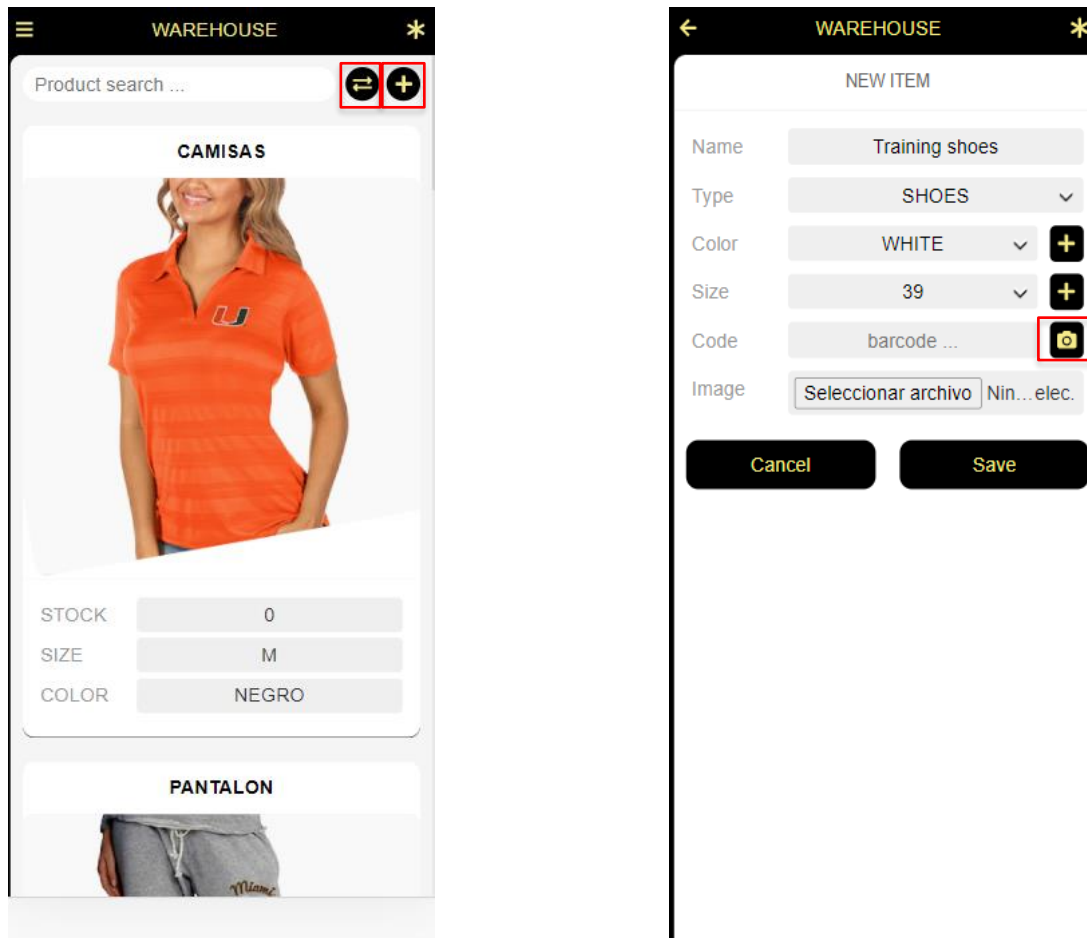 WAREHOUSE
Product search ...
CAMISAS
U
STOCK 0
SIZE M
COLOR NEGRO
PANTALON
Miami
WAREHOUSE
NEW ITEM
Name Training shoes
Type SHOES
Color WHITE
Size 39
Code barcode ...
Image Seleccionar archivo Nin...elec.
Cancel Save